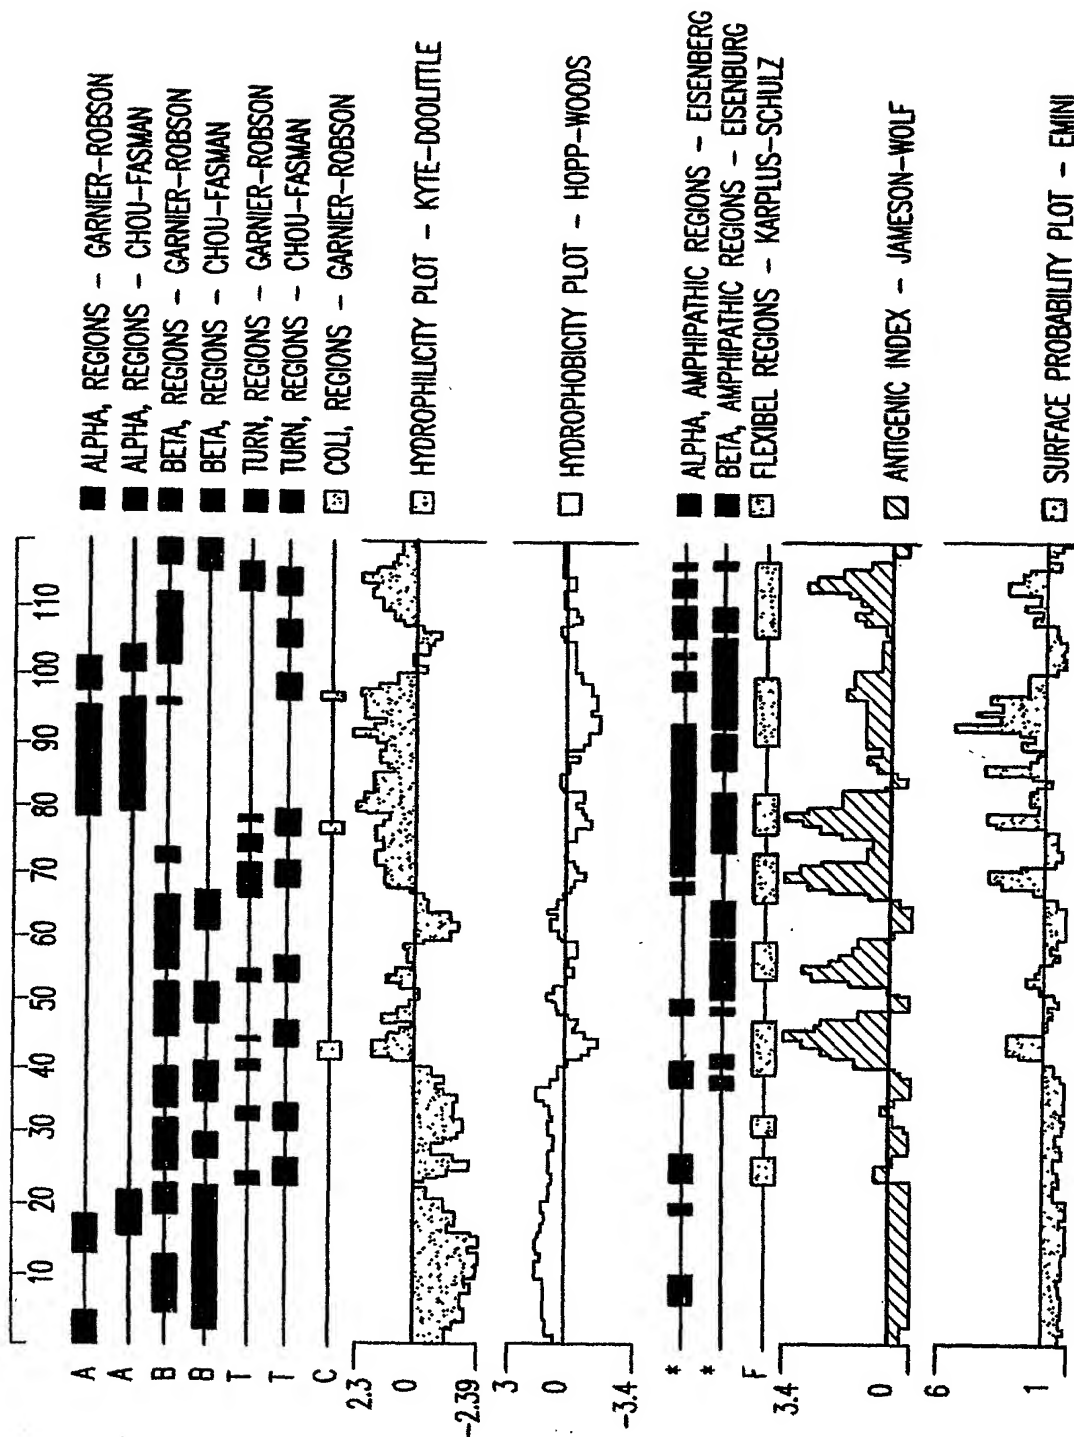 10 20 30 40 50 60 70 80 90 100 110
A ALPHA, REGIONS - GARNIER-ROBSON
A ALPHA, REGIONS - CHOU-FASMAN
B BETA, REGIONS - GARNIER-ROBSON
B BETA, REGIONS - CHOU-FASMAN
T TURN, REGIONS - GARNIER-ROBSON
T TURN, REGIONS - CHOU-FASMAN
C COLI, REGIONS - GARNIER-ROBSON
2.3
0 HYDROPHILICITY PLOT - KYTE-DOOLITTLE
-2.39
3
0 HYDROPHOBICITY PLOT - HOPP-WOODS
-3.4
* ALPHA, AMPHIPATHIC REGIONS - EISENBERG
* BETA, AMPHIPATHIC REGIONS - EISENBURG
F FLEXIBEL REGIONS - KARPLUS-SCHULZ
3.4
0 ANTIGENIC INDEX - JAMESON-WOLF
6
1 SURFACE PROBABILITY PLOT - EMINI